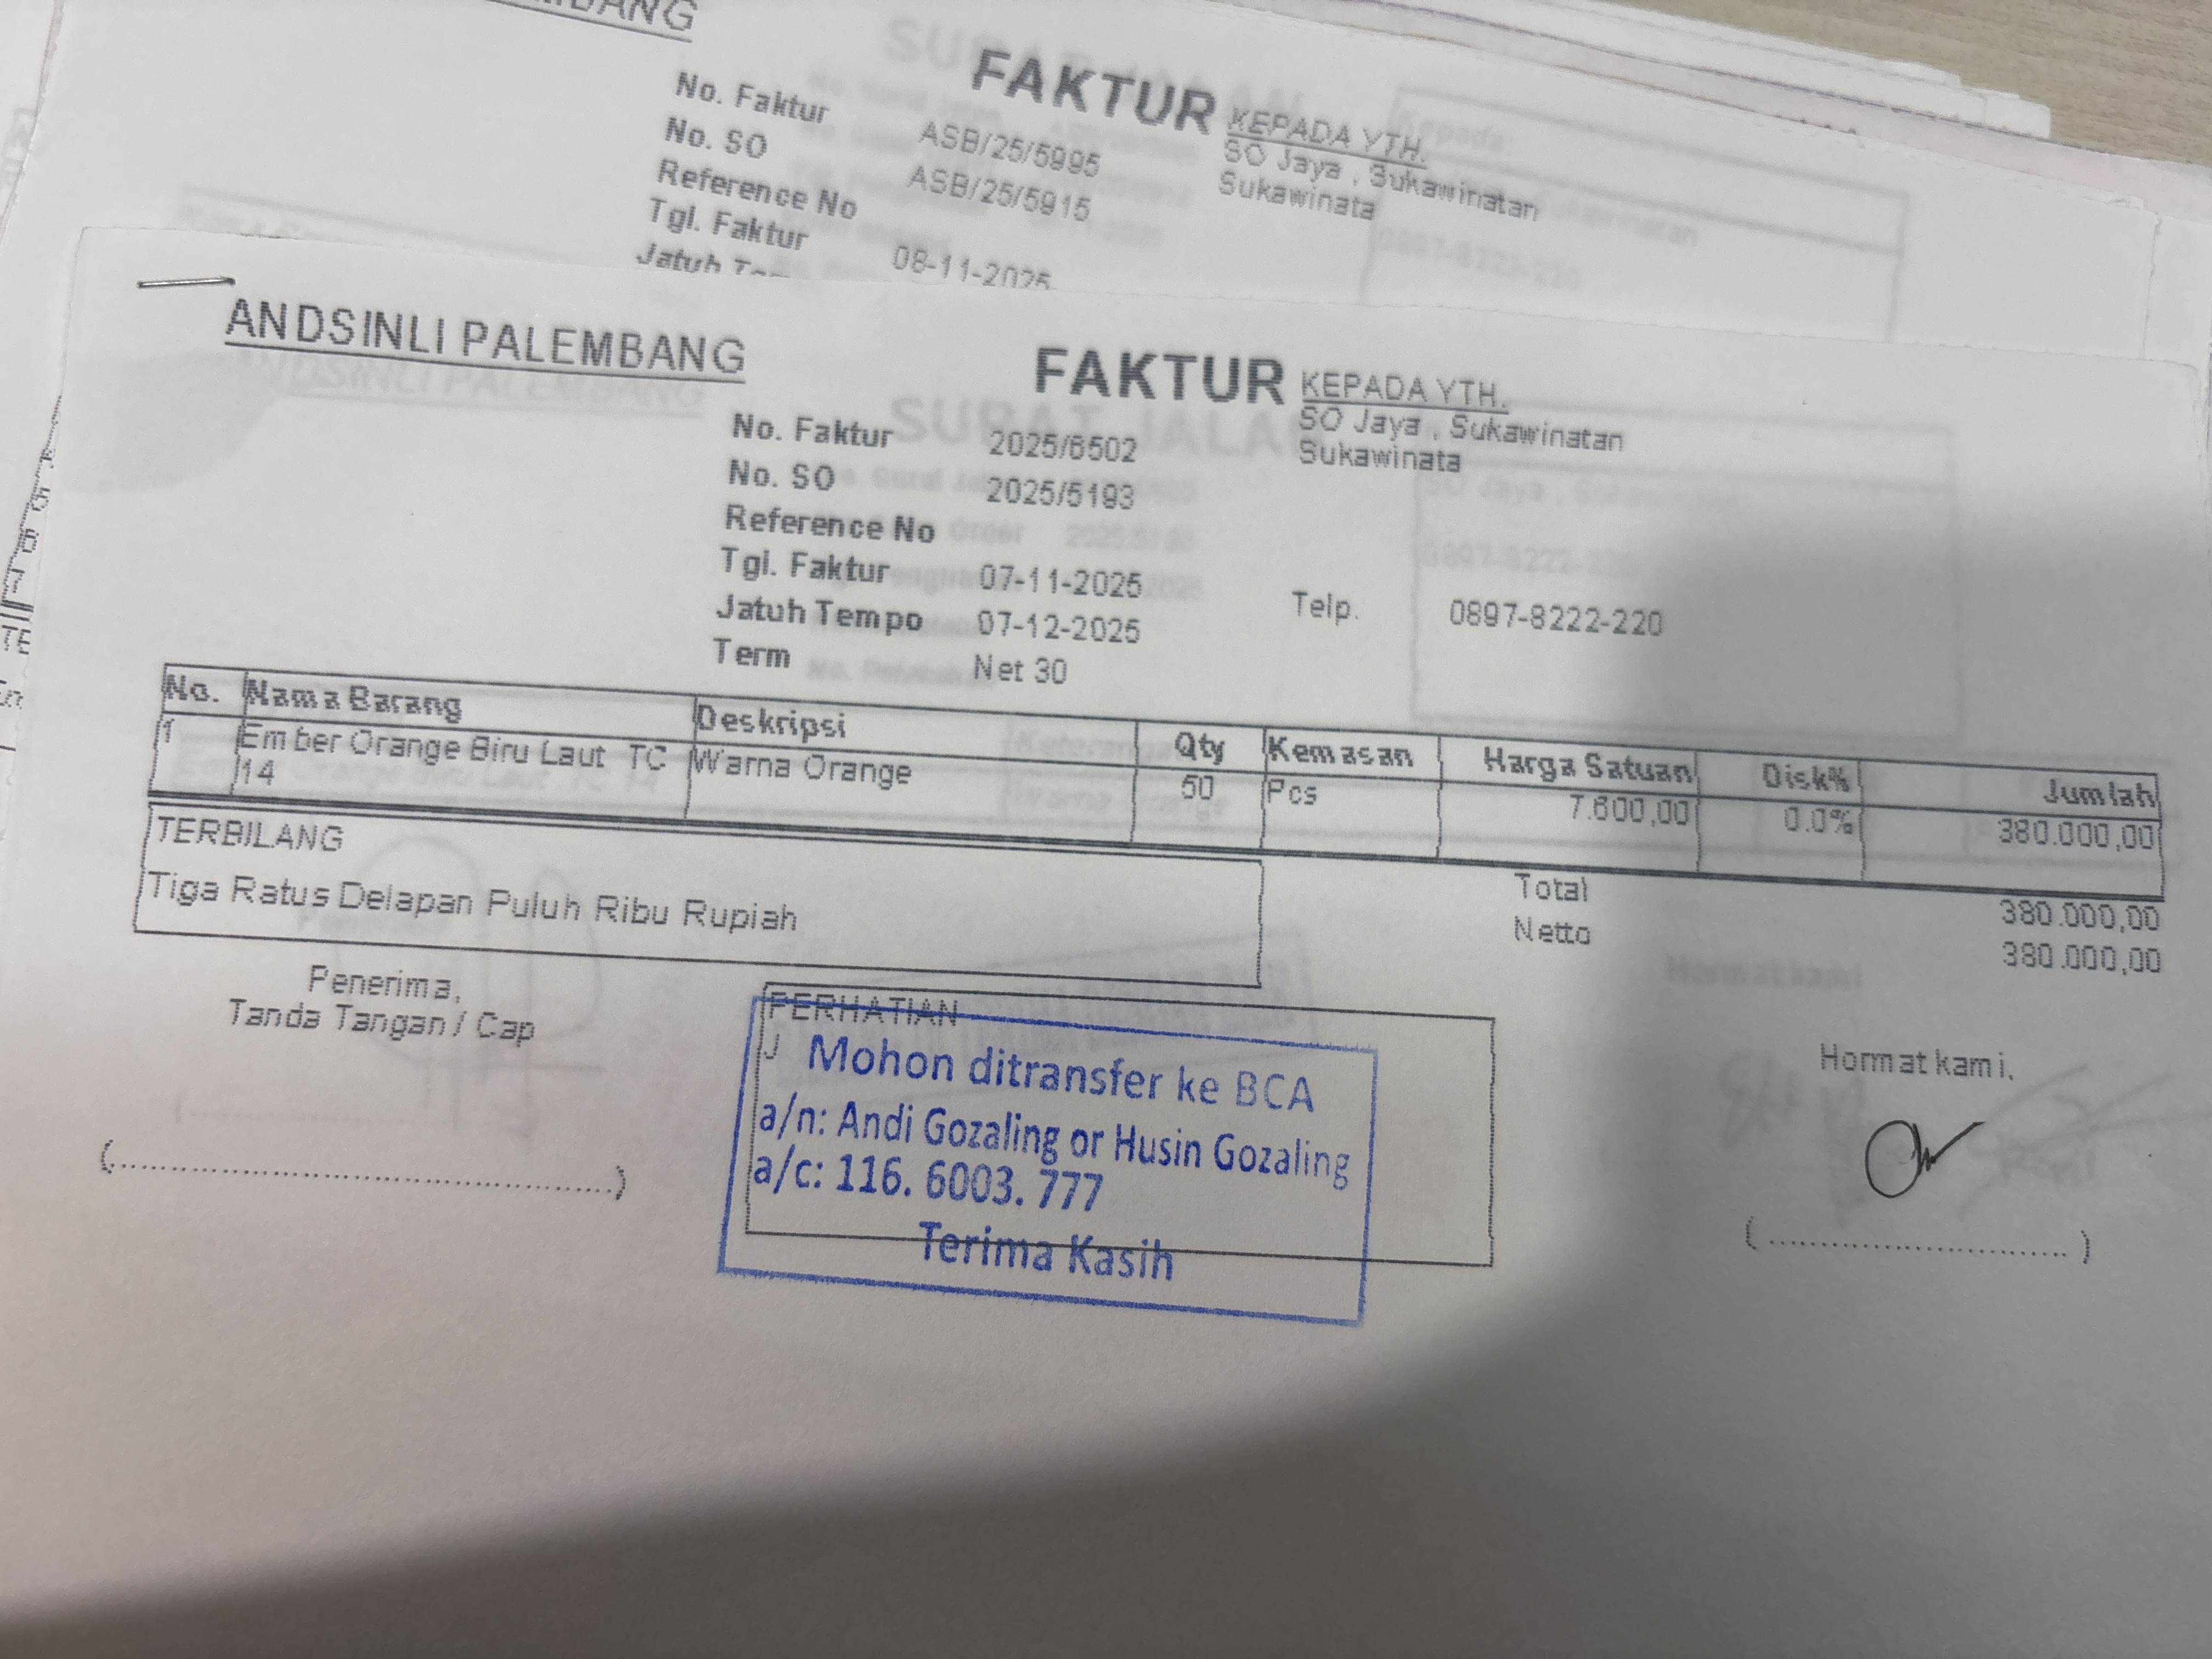 FAKTUR
No. Faktur ASB/25/5995
No. SO ASB/25/5915
Reference No
Tgl. Faktur 08-11-2025
KEPADA YTH.
SO Jaya , Sukawinatan
Sukawinata
ANDSINLI PALEMBANG
FAKTUR
KEPADA YTH.
SO Jaya , Sukawinatan
Sukawinata
No. Faktur 2025/6502
No. SO 2025/5193
Reference No
Tgl. Faktur 07-11-2025
Jatuh Tempo 07-12-2025
Term Net 30
Telp. 0897-8222-220
No. Nama Barang Deskripsi Qty Kemasan Harga Satuan Disk% Jumlah
1 Ember Orange Biru Laut TC Warna Orange 50 Pcs 7.600,00 0.0% 380.000,00
14
TERBILANG
Tiga Ratus Delapan Puluh Ribu Rupiah
Total 380.000,00
Netto 380.000,00
Penerima,
Tanda Tangan / Cap
PERHATIAN
Mohon ditransfer ke BCA
a/n: Andi Gozaling or Husin Gozaling
a/c: 116. 6003. 777
Terima Kasih
Hormat kami,